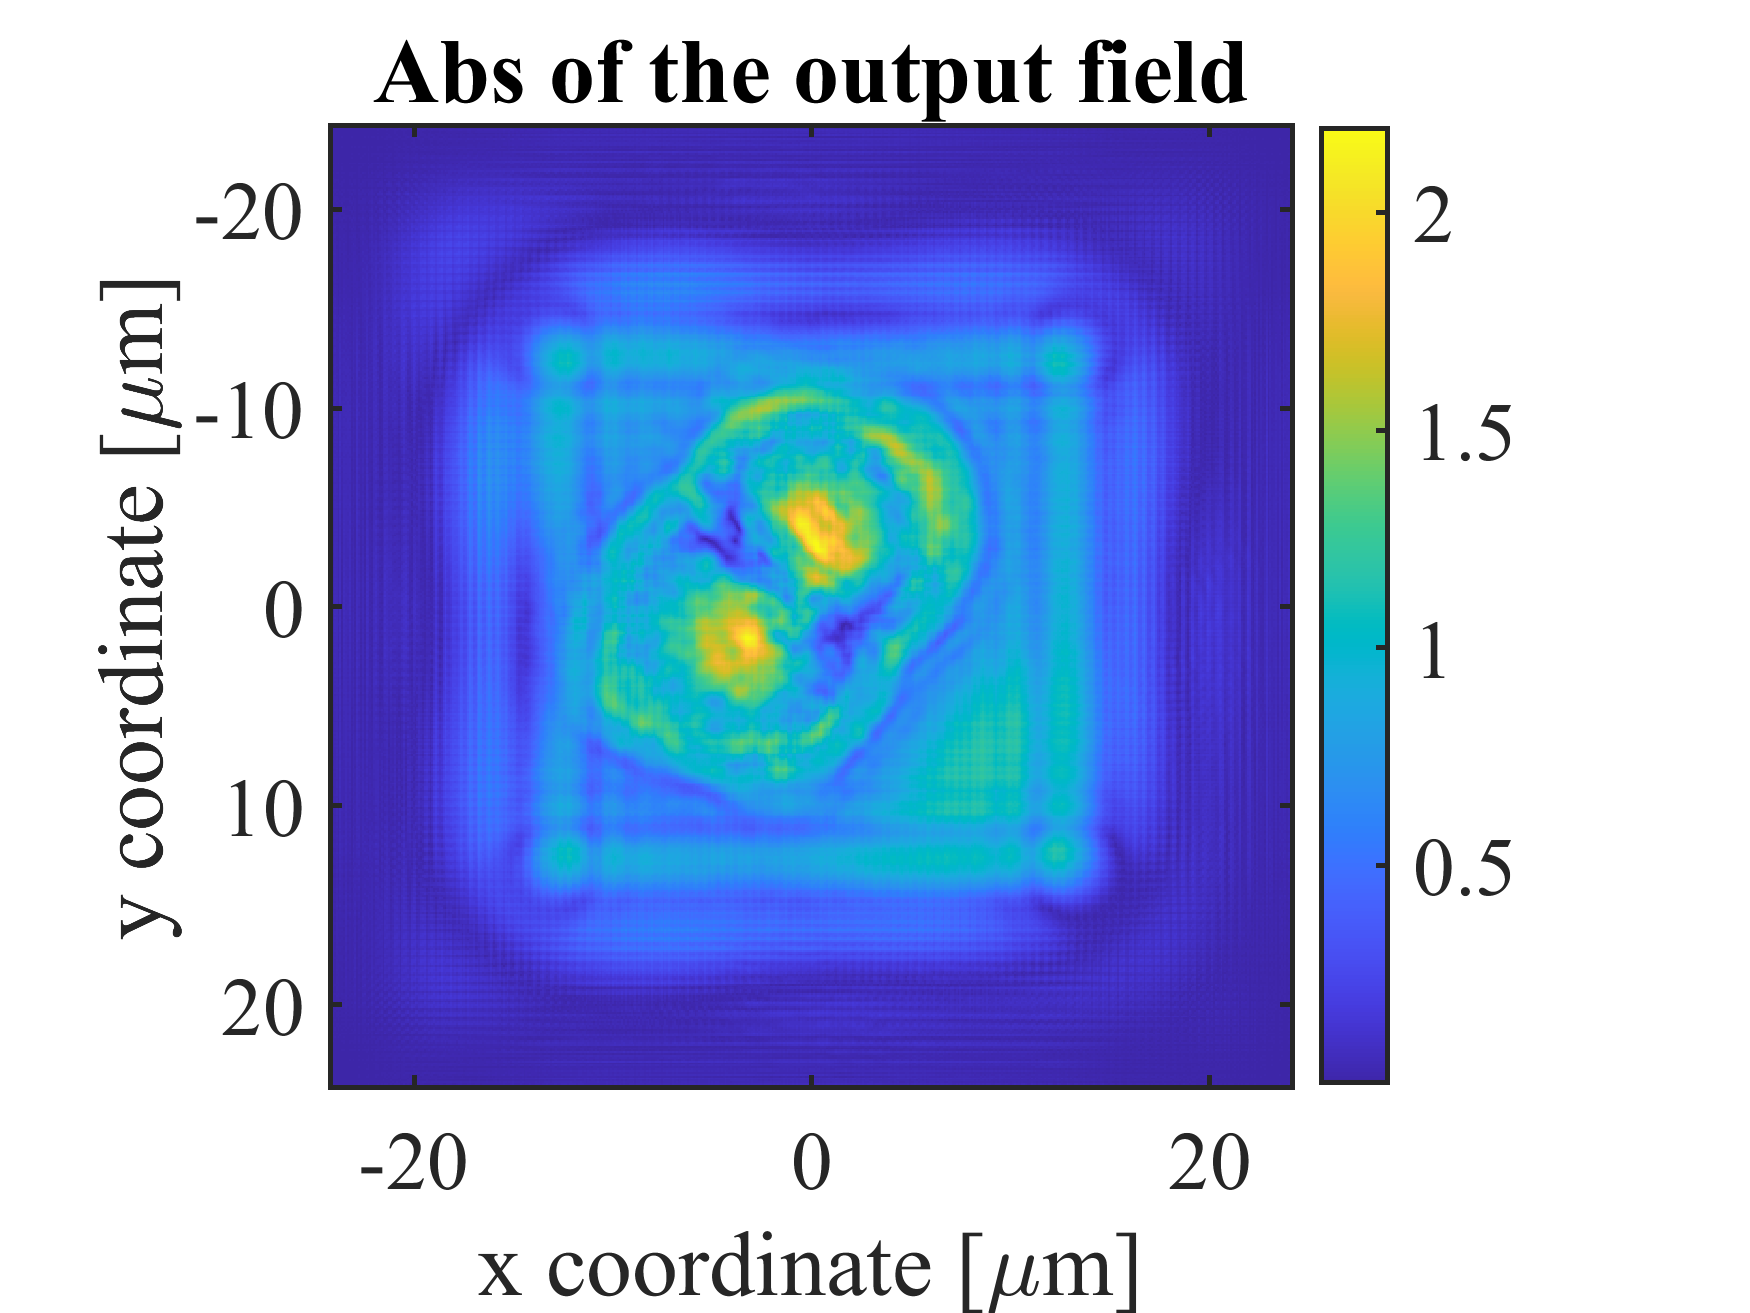 Abs of the output field
-20
-10
0
10
20
y coordinate [μm]
-20 0 20
x coordinate [μm]
2
1.5
1
0.5